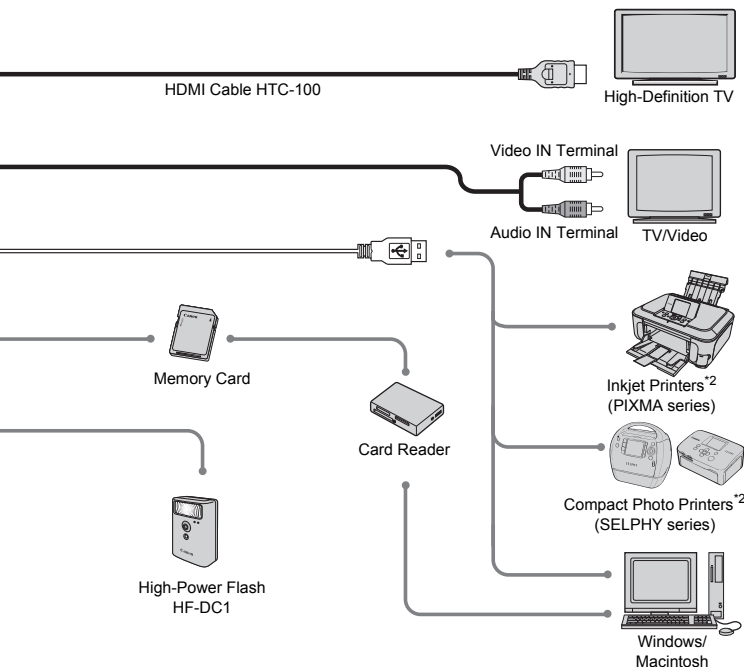 HDMI Cable HTC-100
High-Definition TV
Video IN Terminal
Audio IN Terminal
TV/Video
Memory Card
Card Reader
Inkjet Printers*2
(PIXMA series)
Compact Photo Printers*2
(SELPHY series)
High-Power Flash
HF-DC1
Windows/
Macintosh